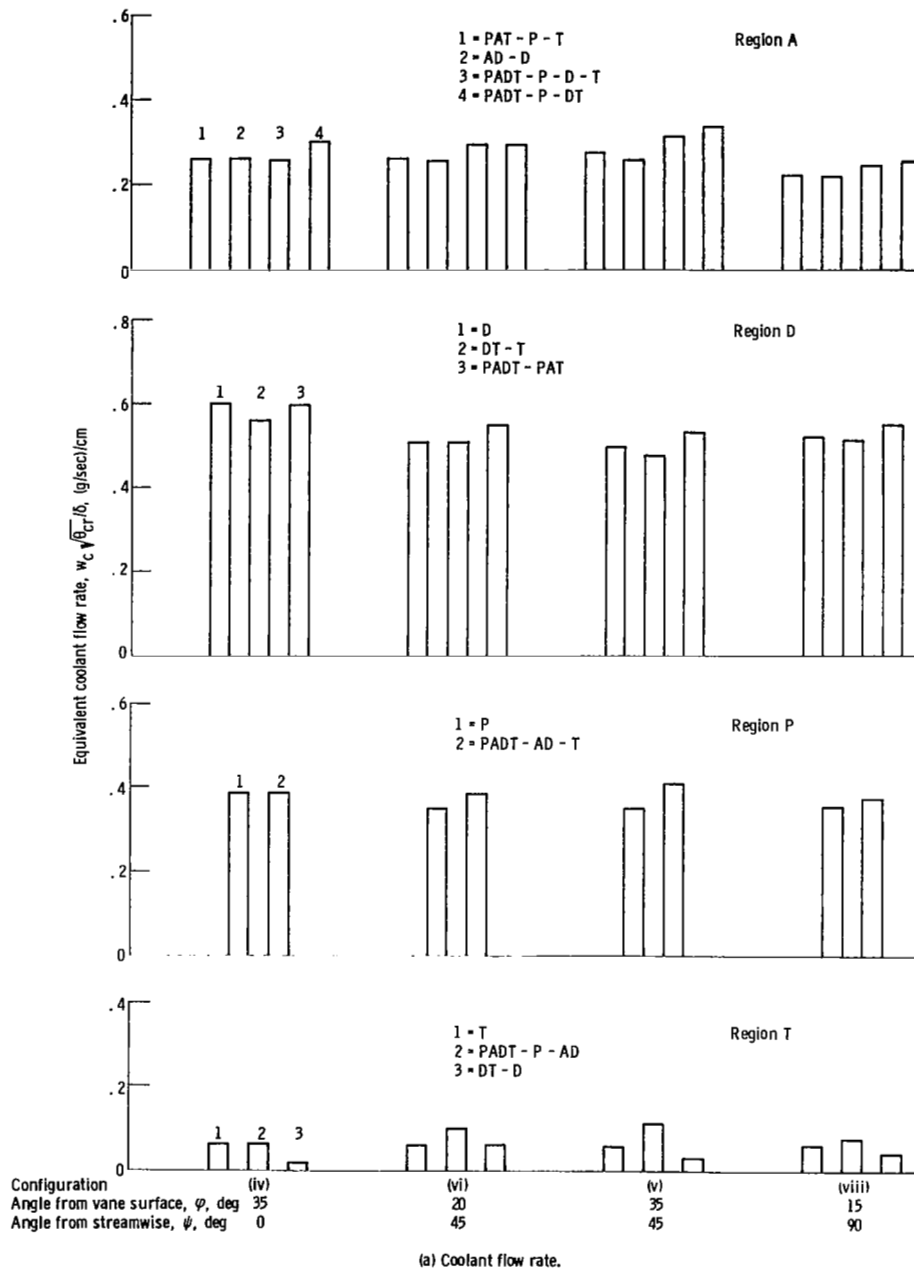 .6
1 = PAT - P - T
Region A
2 = AD - D
3 = PADT - P - D - T
4 = PADT - P - DT
.4
1 2 3 4
.2
0
.8
1 = D
Region D
2 = DT - T
3 = PADT - PAT
.6
1 2 3
.4
.2
0
Equivalent coolant flow rate, w_c √θ_cr/δ, (g/sec)/cm
.6
1 = P
Region P
2 = PADT - AD - T
.4
1 2
.2
0
.4
1 = T
Region T
2 = PADT - P - AD
3 = DT - D
.2
1 2 3
0
Configuration (iv) (vi) (v) (viii)
Angle from vane surface, φ, deg 35 20 35 15
Angle from streamwise, ψ, deg 0 45 45 90
(a) Coolant flow rate.